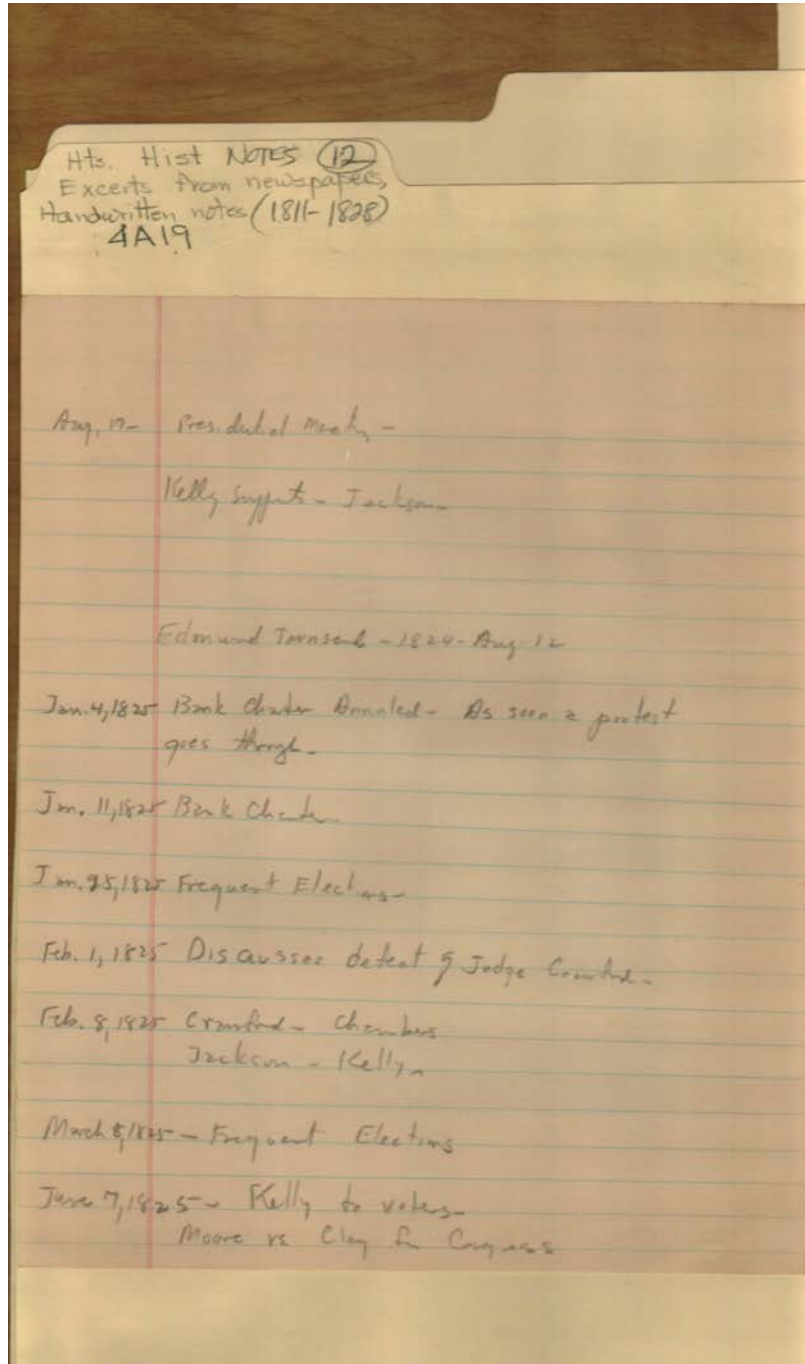 Hts. Hist NOTES (12)
Excerts from newspapers,
Handwritten notes (1811-1828)
4A19
Aug, 17- Presidential Meeting -
Kelly Supports - Jackson -
Edmund Townsend - 1824 - Aug 12
Jan. 4, 1825 Bank Charter Annuled - As soon a protest
goes through -
Jan. 11, 1825 Bank Charter
Jan. 25, 1825 Frequent Elections -
Feb. 1, 1825 Discusses defeat of Judge Crawford -
Feb. 8, 1825 Crawford - Chambers
Jackson - Kelly -
March 8, 1825 - Frequent Elections
June 7, 1825 - Kelly to voters -
Moore vs Clay for Congress